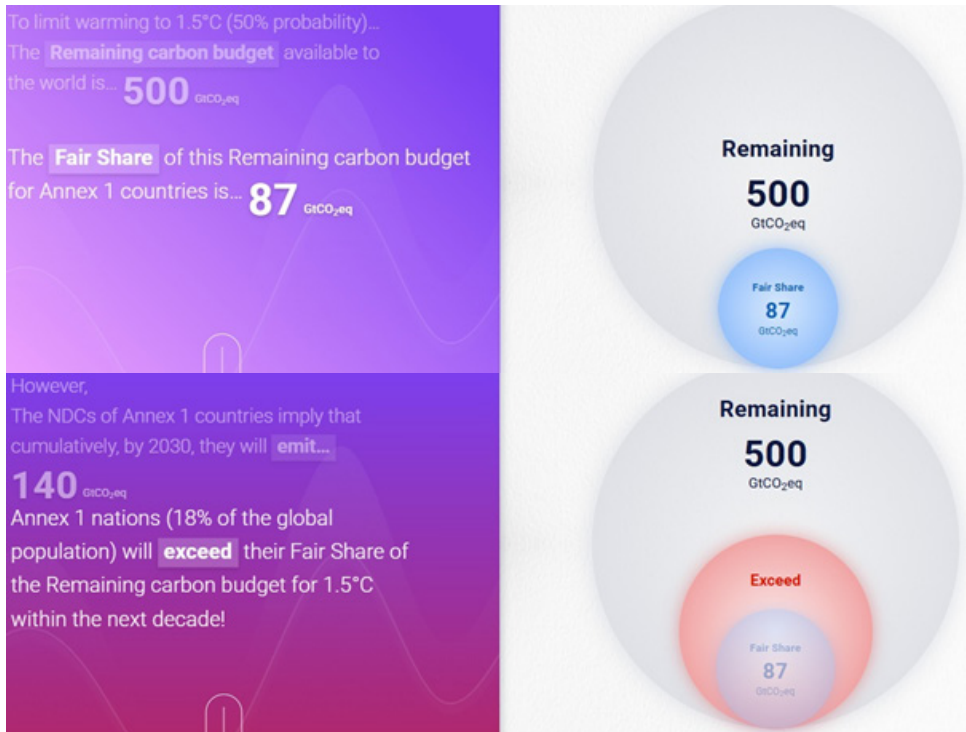 To limit warming to 1.5°C (50% probability)...
The Remaining carbon budget available to
the world is... 500 GtCO₂eq
The Fair Share of this Remaining carbon budget
for Annex 1 countries is... 87 GtCO₂eq
Remaining
500
GtCO₂eq
Fair Share
87
GtCO₂eq
However,
The NDCs of Annex 1 countries imply that
cumulatively, by 2030, they will emit...
140 GtCO₂eq
Annex 1 nations (18% of the global
population) will exceed their Fair Share of
the Remaining carbon budget for 1.5°C
within the next decade!
Remaining
500
GtCO₂eq
Exceed
Fair Share
87
GtCO₂eq